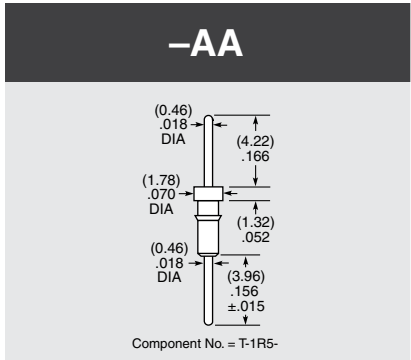 –AA
(0.46)
.018
DIA
(4.22)
.166
(1.78)
.070
DIA
(1.32)
.052
(0.46)
.018
DIA
(3.96)
.156
±.015
Component No. = T-1R5-